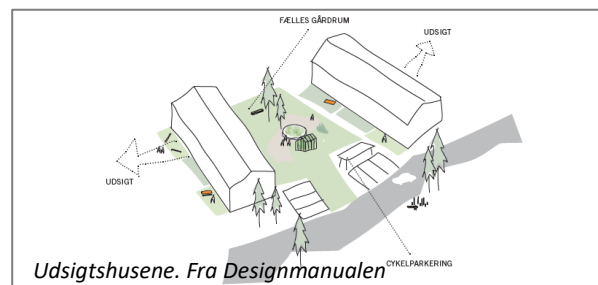 FÆLLES GÅRDRUM
UDSIGT
UDSIGT
CYKELPARKERING
Udsigtshusene. Fra Designmanualen